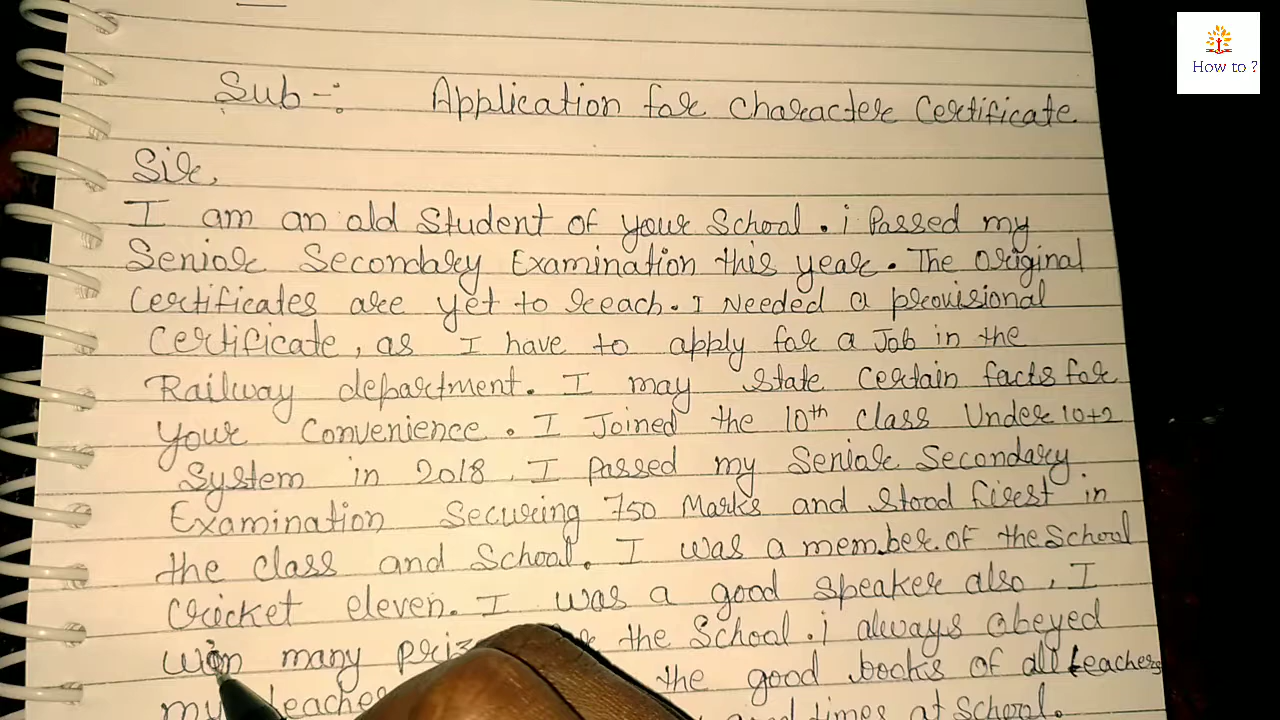 How to ?
Sub-: Application for Character Certificate
Sir,
I am an old Student of your School. i Passed my
Senior Secondary Examination this year. The original
Certificates are yet to reach. I Needed a provisional
Certificate, as I have to apply for a Job in the
Railway department. I may state certain facts for
your Convenience. I Joined the 10th class Under 10+2
System in 2018, I passed my Senior Secondary
Examination Securing 750 Marks and stood first in
the class and School. I was a member of the School
Cricket eleven. I was a good speaker also, I
won many the School. i always obeyed
my the good books of all teachers
good times at School.